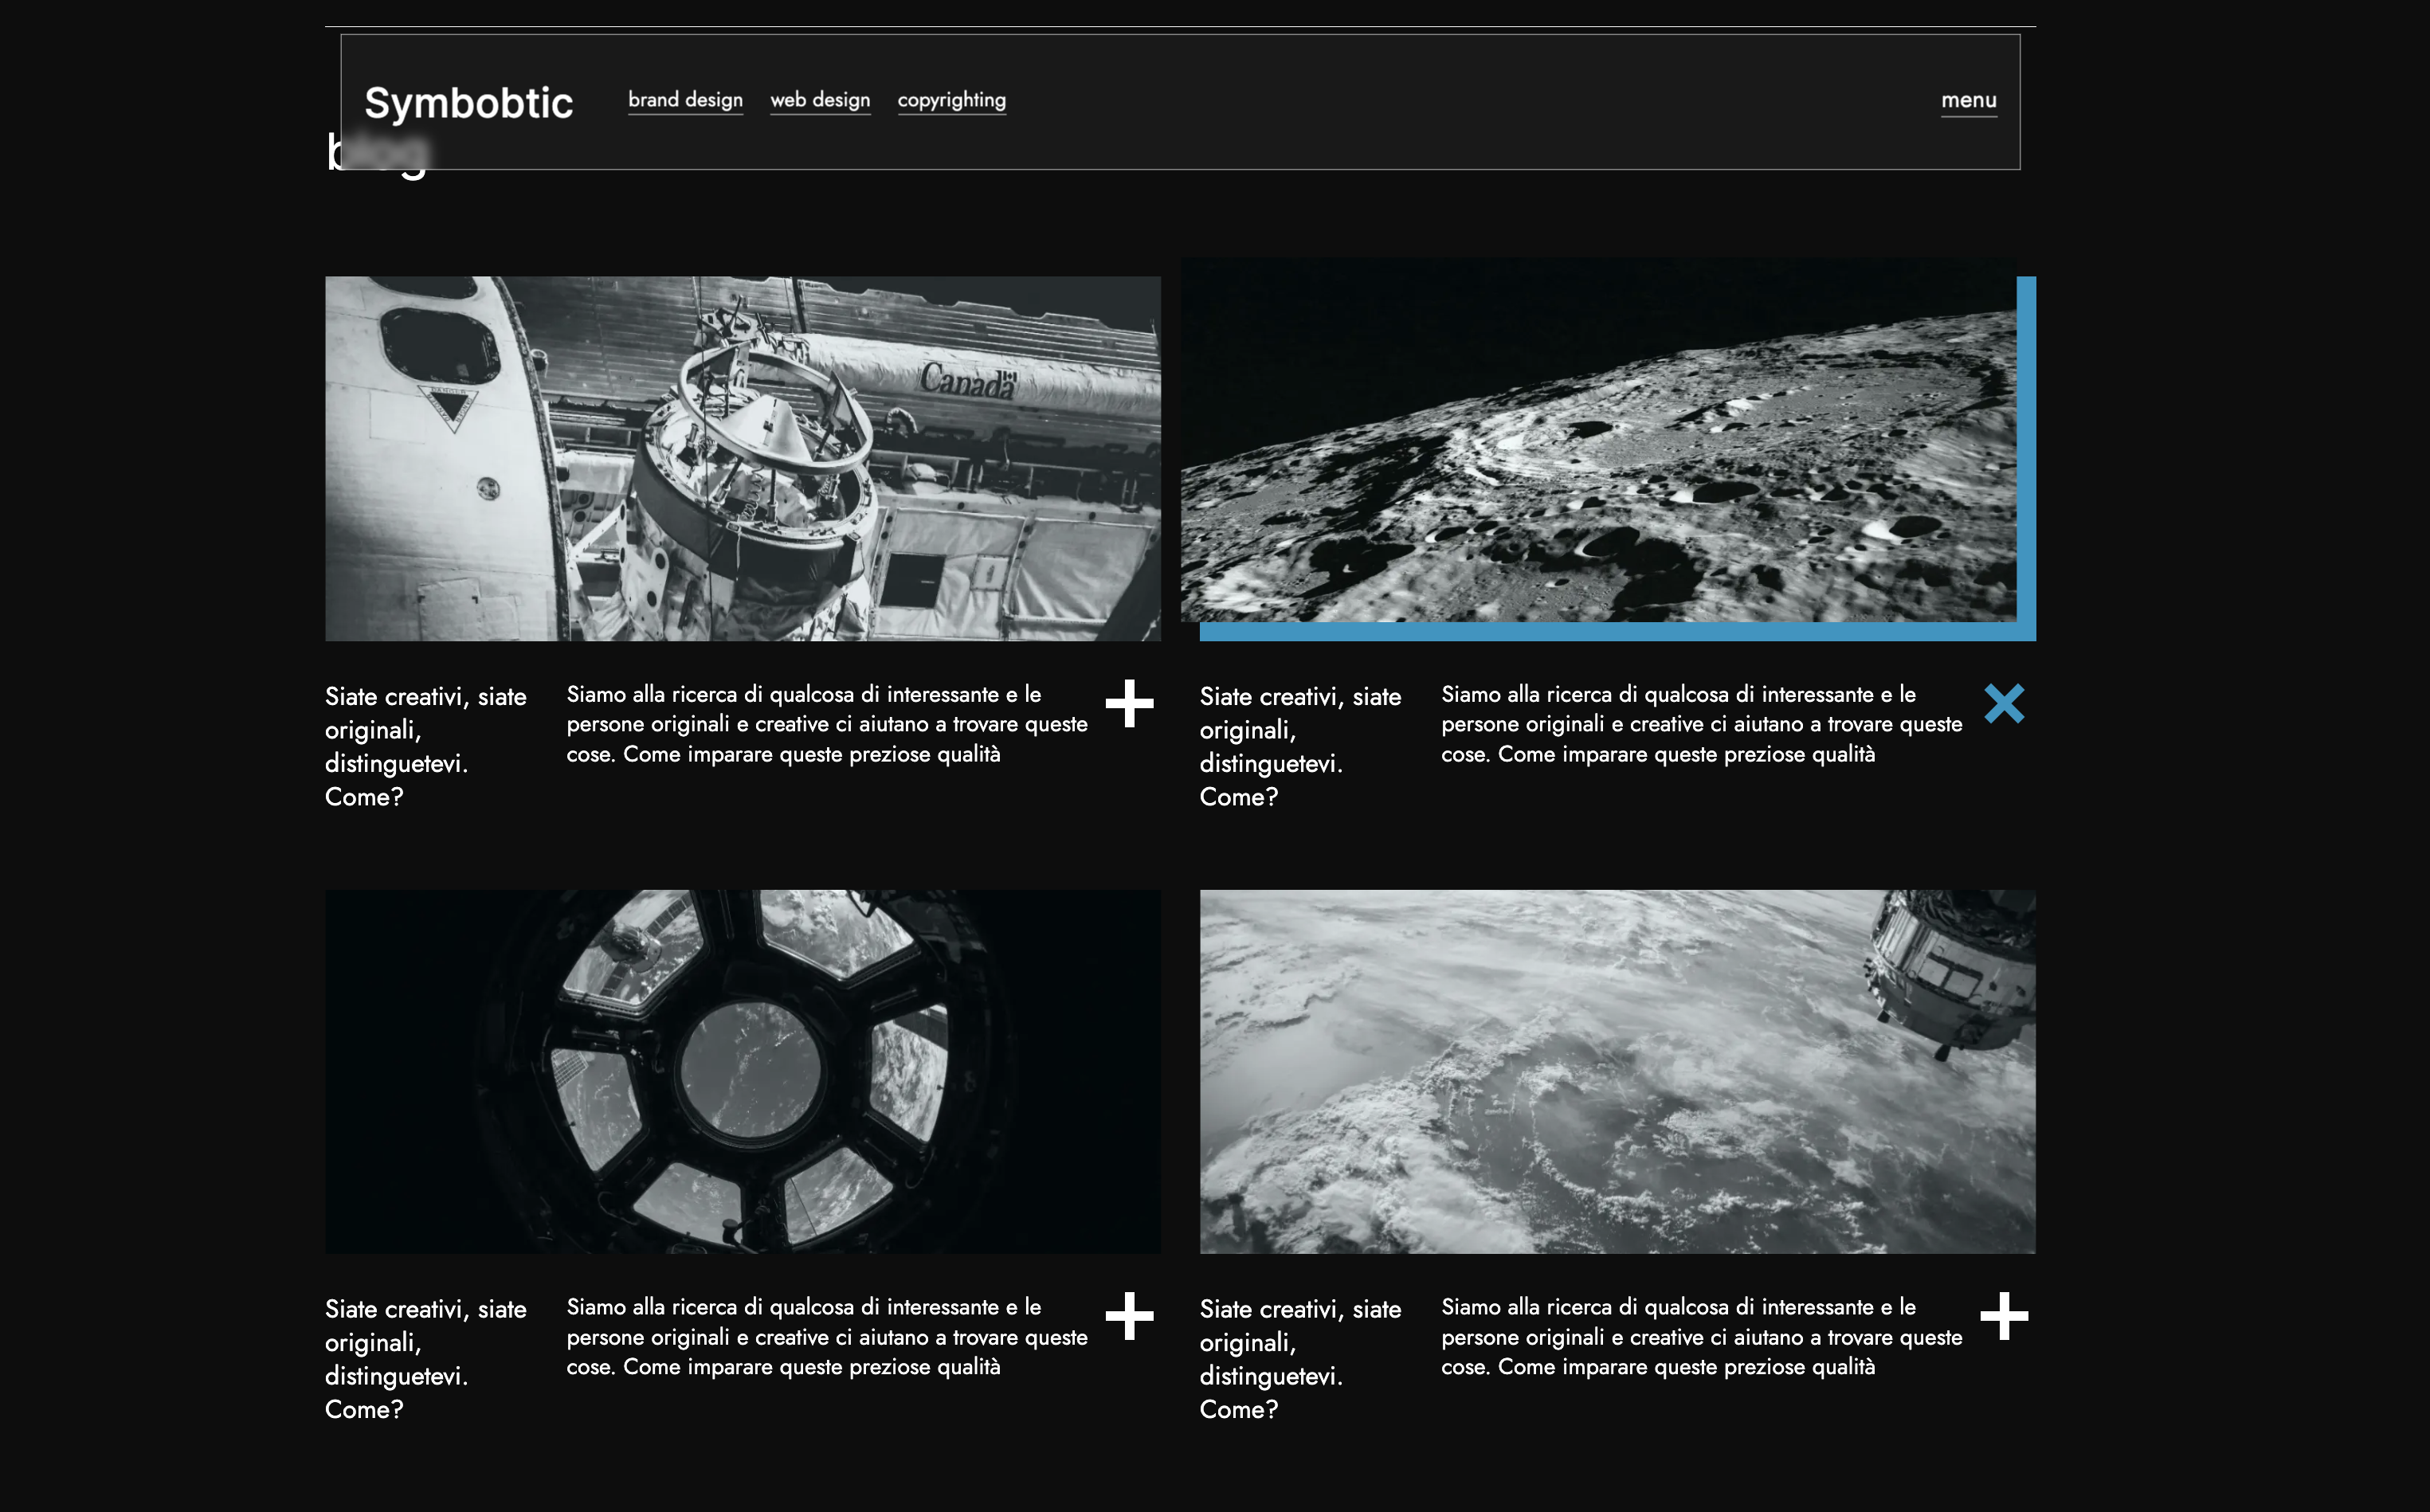 Symbobtic
brand design
web design
copyrighting
menu
blog
Canada
Siate creativi, siate
originali,
distinguetevi.
Come?
Siamo alla ricerca di qualcosa di interessante e le
persone originali e creative ci aiutano a trovare queste
cose. Come imparare queste preziose qualità
Siate creativi, siate
originali,
distinguetevi.
Come?
Siamo alla ricerca di qualcosa di interessante e le
persone originali e creative ci aiutano a trovare queste
cose. Come imparare queste preziose qualità
Siate creativi, siate
originali,
distinguetevi.
Come?
Siamo alla ricerca di qualcosa di interessante e le
persone originali e creative ci aiutano a trovare queste
cose. Come imparare queste preziose qualità
Siate creativi, siate
originali,
distinguetevi.
Come?
Siamo alla ricerca di qualcosa di interessante e le
persone originali e creative ci aiutano a trovare queste
cose. Come imparare queste preziose qualità